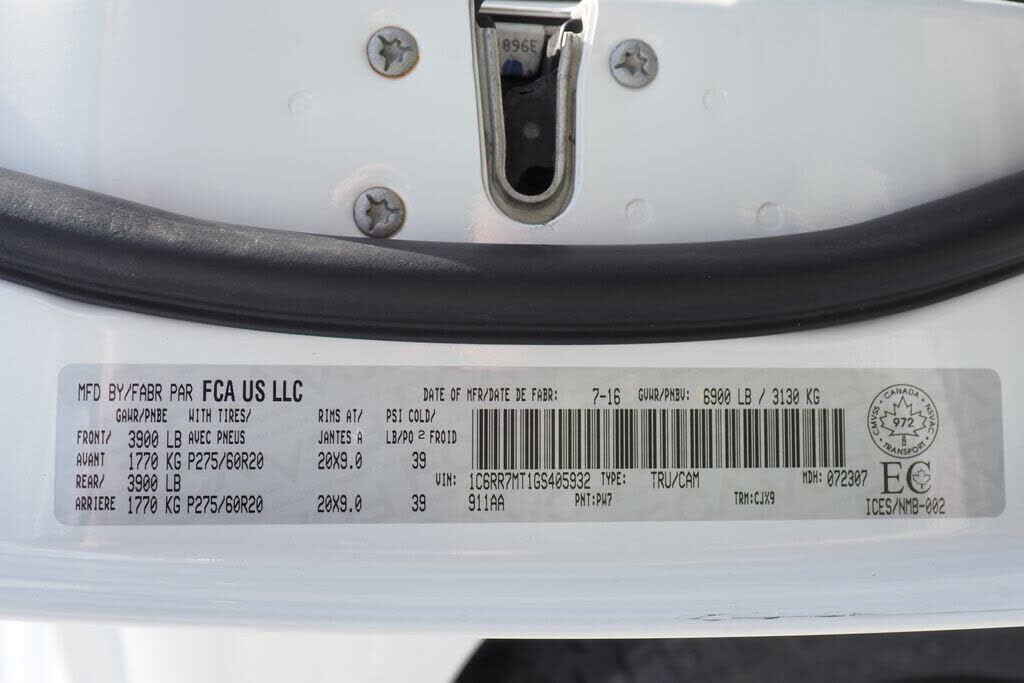 896E
MFD BY/FABR PAR FCA US LLC DATE OF MFR/DATE DE FABR: 7-16 GVWR/PNBV: 6900 LB / 3130 KG
GAWR/PNBE WITH TIRES/ RIMS AT/ PSI COLD/
FRONT/ 3900 LB AVEC PNEUS JANTES A LB/PO 2 FROID
AVANT 1770 KG P275/60R20 20X9.0 39
REAR/ 3900 LB VIN: 1C6RR7MT1GS405932 TYPE: TRU/CAM MDH: 072307
ARRIERE 1770 KG P275/60R20 20X9.0 39 911AA PNT:PW7 TRM:CJX9
CANADA
CMVSS 972 NSVAC
TRANSPORT
EC
ICES/NMB-002